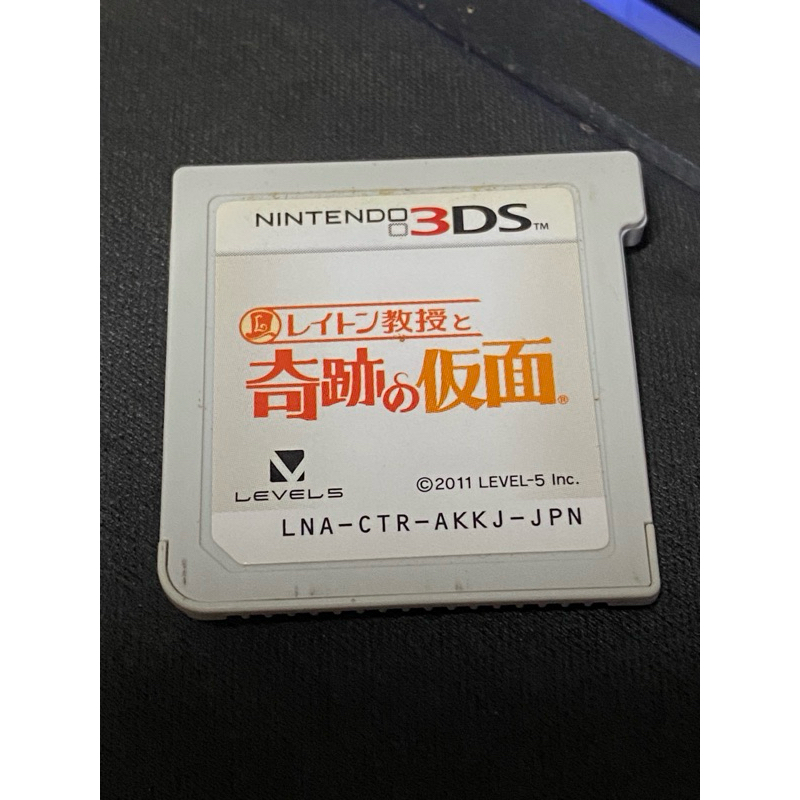 NINTENDO 3DS™
L レイトン教授と
奇跡の仮面®
LEVEL5
©2011 LEVEL-5 Inc.
LNA-CTR-AKKJ-JPN